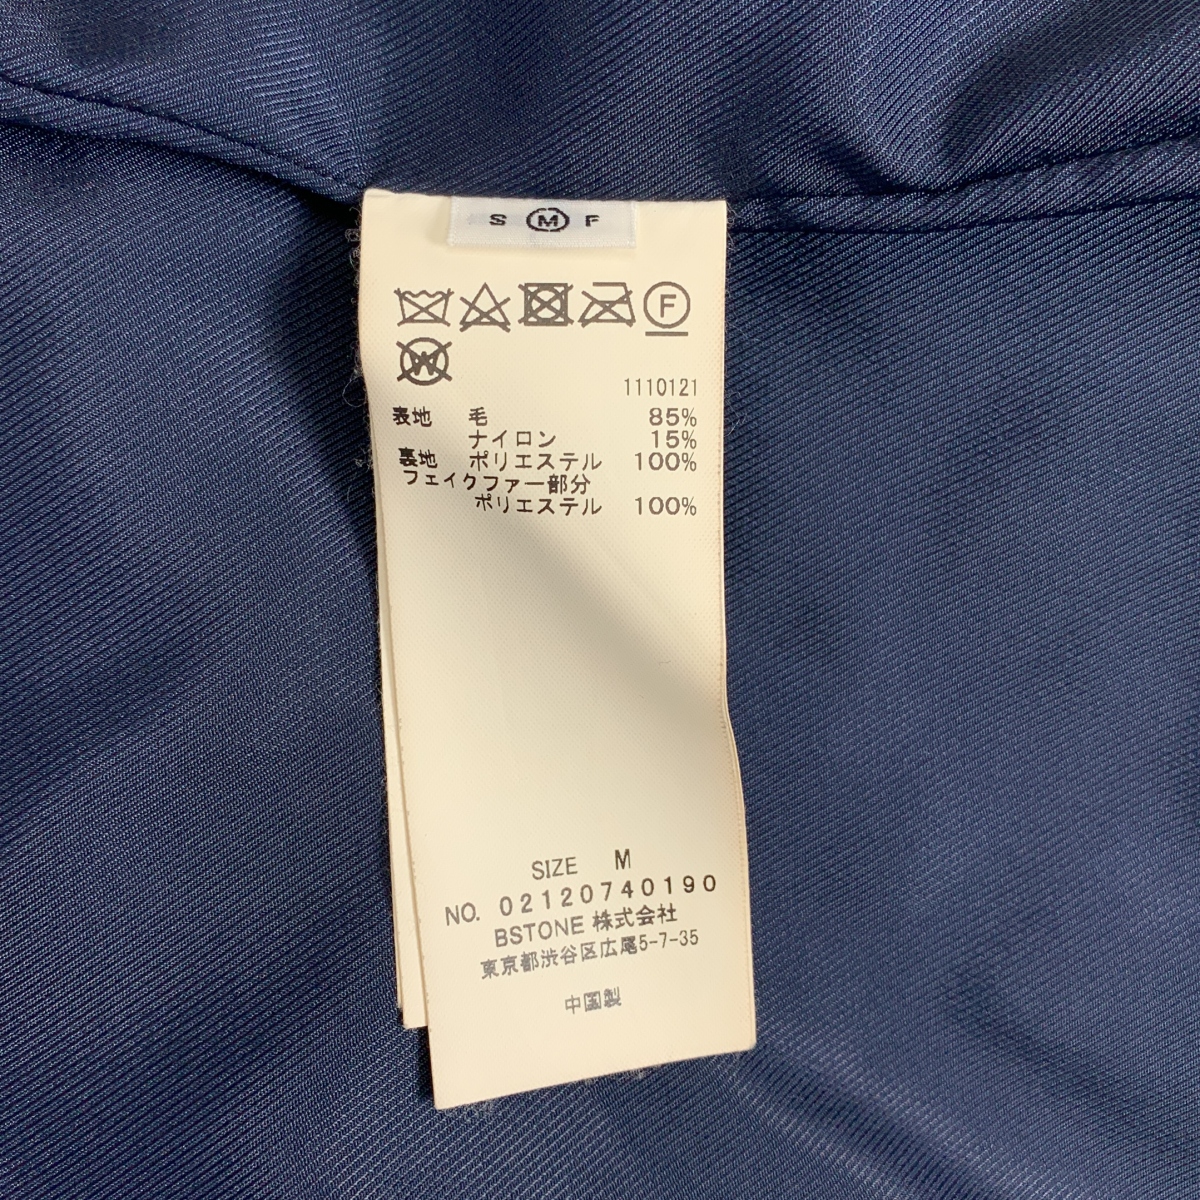 S M F
F
W
1110121
表地 毛 85%
ナイロン 15%
裏地 ポリエステル 100%
フェイクファー部分
ポリエステル 100%
SIZE M
NO. 02120740190
BSTONE 株式会社
東京都渋谷区広尾5-7-35
中国製